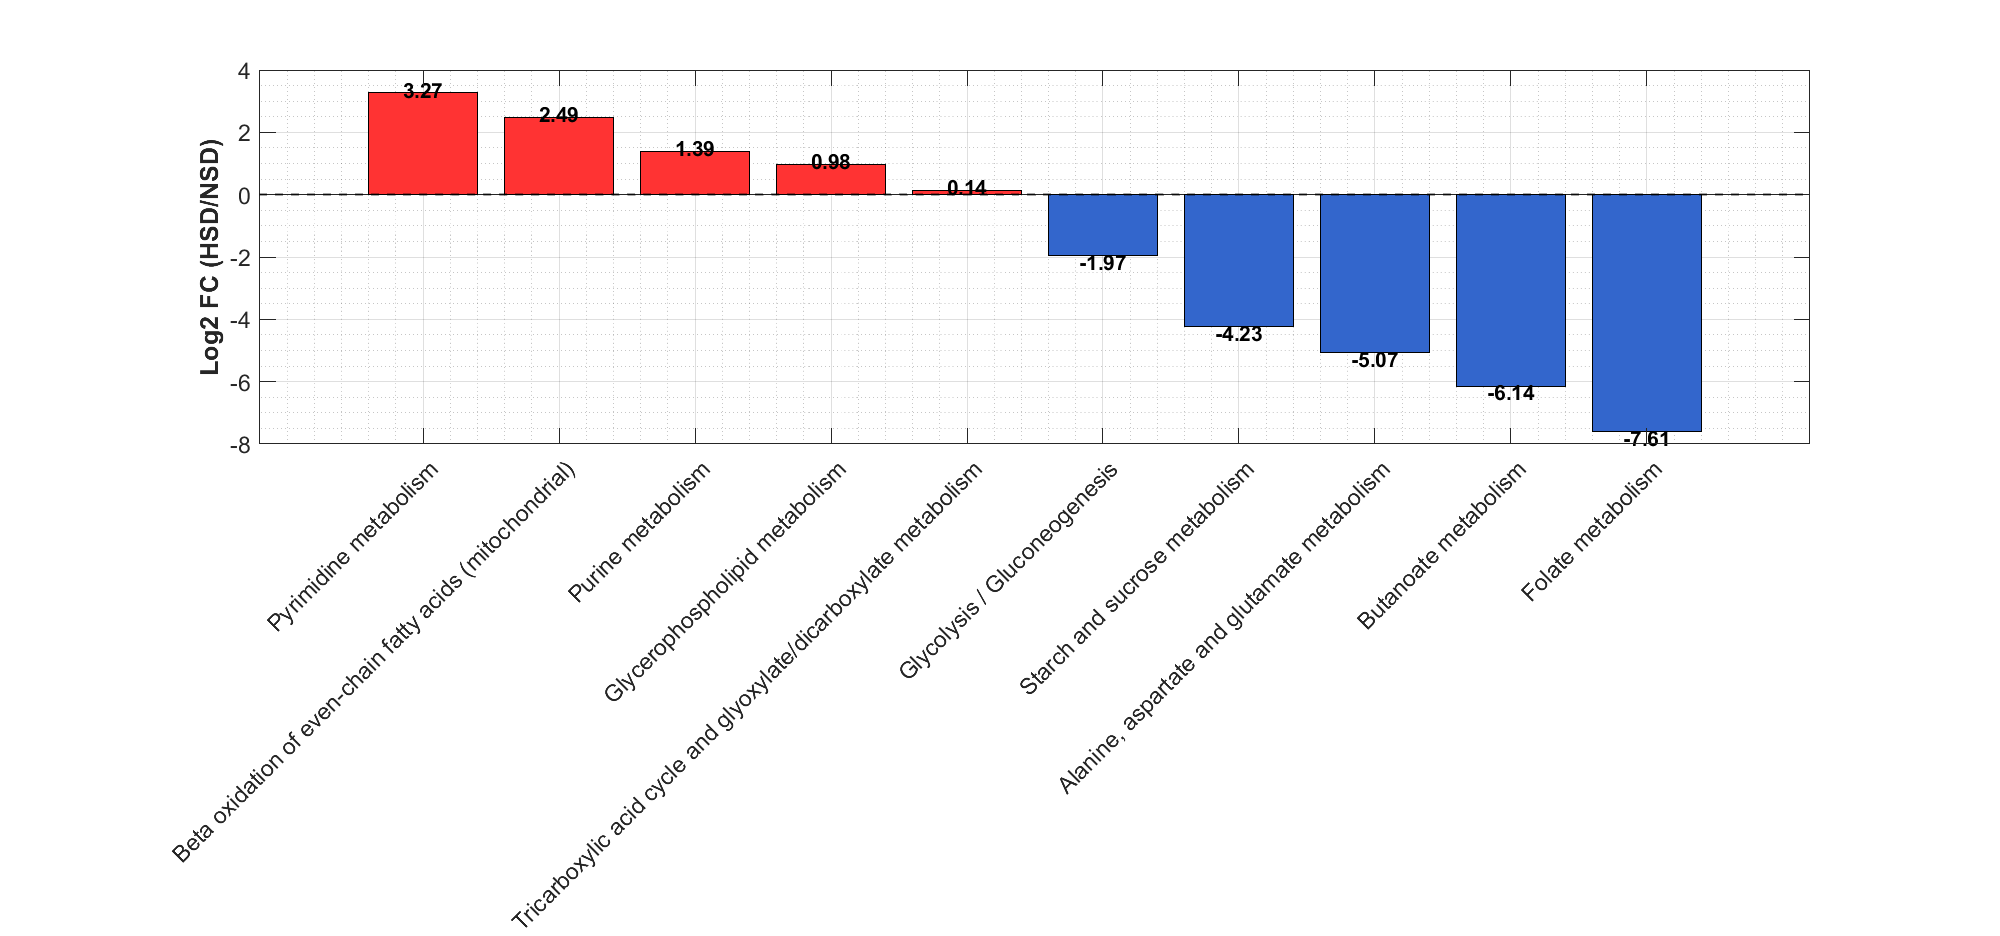 Log2 FC (HSD/NSD)
4
2
0
-2
-4
-6
-8
3.27
2.49
1.39
0.98
0.14
-1.97
-4.23
-5.07
-6.14
-7.61
Pyrimidine metabolism
Beta oxidation of even-chain fatty acids (mitochondrial)
Purine metabolism
Glycerophospholipid metabolism
Tricarboxylic acid cycle and glyoxylate/dicarboxylate metabolism
Glycolysis / Gluconeogenesis
Starch and sucrose metabolism
Alanine, aspartate and glutamate metabolism
Butanoate metabolism
Folate metabolism